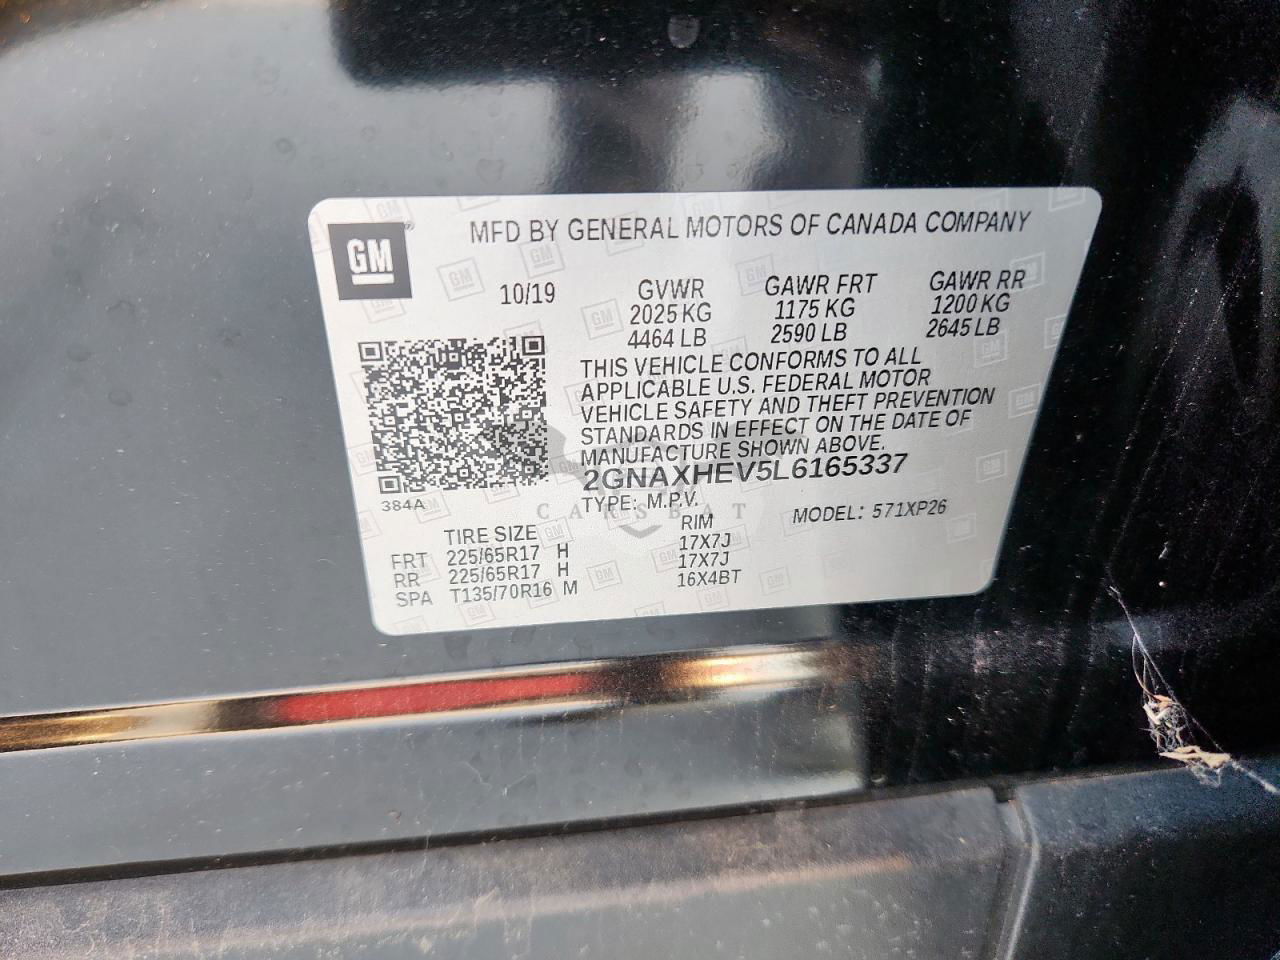 GM
MFD BY GENERAL MOTORS OF CANADA COMPANY
10/19
GVWR GAWR FRT GAWR RR
2025 KG 1175 KG 1200 KG
4464 LB 2590 LB 2645 LB
THIS VEHICLE CONFORMS TO ALL
APPLICABLE U.S. FEDERAL MOTOR
VEHICLE SAFETY AND THEFT PREVENTION
STANDARDS IN EFFECT ON THE DATE OF
MANUFACTURE SHOWN ABOVE.
2GNAXHEV5L6165337
384A
TYPE: M.P.V.
MODEL: 571XP26
CARSBAT
TIRE SIZE RIM
FRT 225/65R17 H 17X7J
RR 225/65R17 H 17X7J
SPA T135/70R16 M 16X4BT